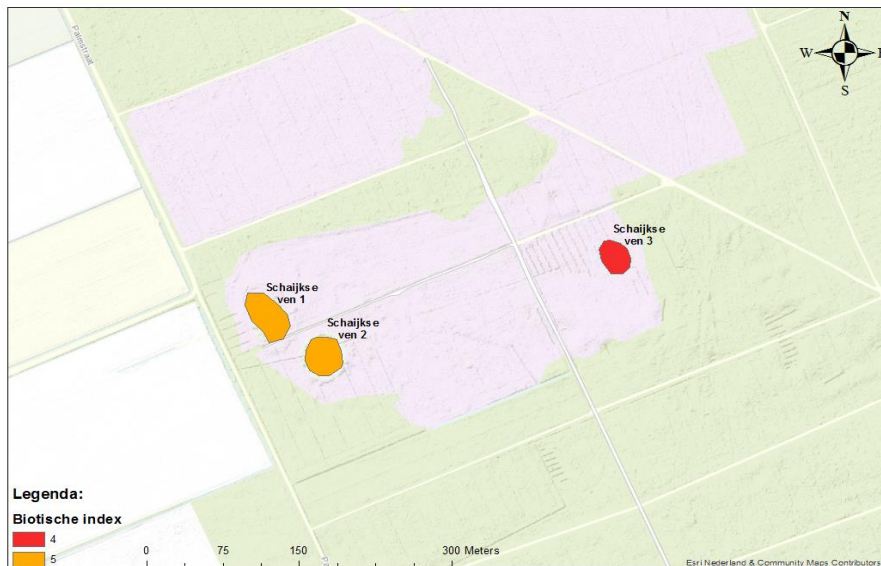 Palmstraat
N
W
E
S
Schaijkse
ven 3
Schaijkse
ven 1
Schaijkse
ven 2
Legenda:
Biotische index
4
5
0 75 150 300 Meters
Esri Nederland & Community Maps Contributors